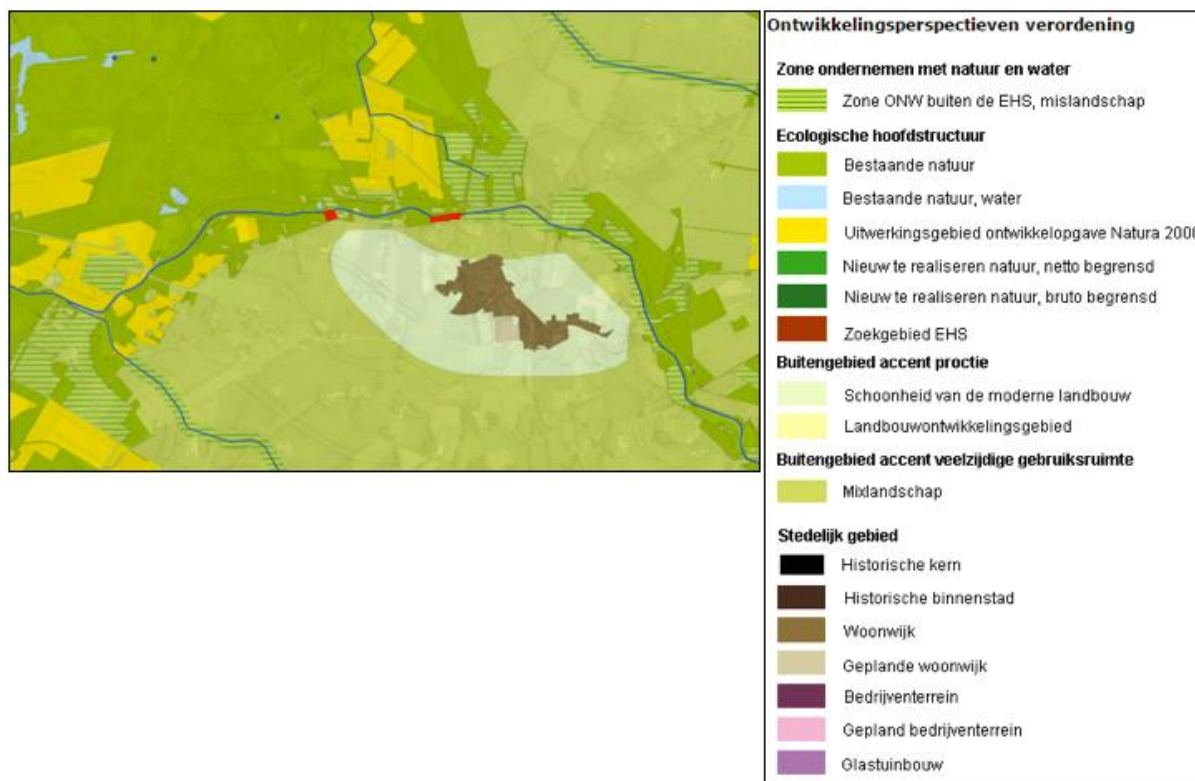 Ontwikkelingsperspectieven verordening
Zone ondernemen met natuur en water
Zone ONW buiten de EHS, mislandschap
Ecologische hoofdstructuur
Bestaande natuur
Bestaande natuur, water
Uitwerkingsgebied ontwikkelopgave Natura 2000
Nieuw te realiseren natuur, netto begrensd
Nieuw te realiseren natuur, bruto begrensd
Zoekgebied EHS
Buitengebied accent proctie
Schoonheid van de moderne landbouw
Landbouwontwikkelingsgebied
Buitengebied accent veelzijdige gebruiksruimte
Mixlandschap
Stedelijk gebied
Historische kern
Historische binnenstad
Woonwijk
Geplande woonwijk
Bedrijventerrein
Gepland bedrijventerrein
Glastuinbouw